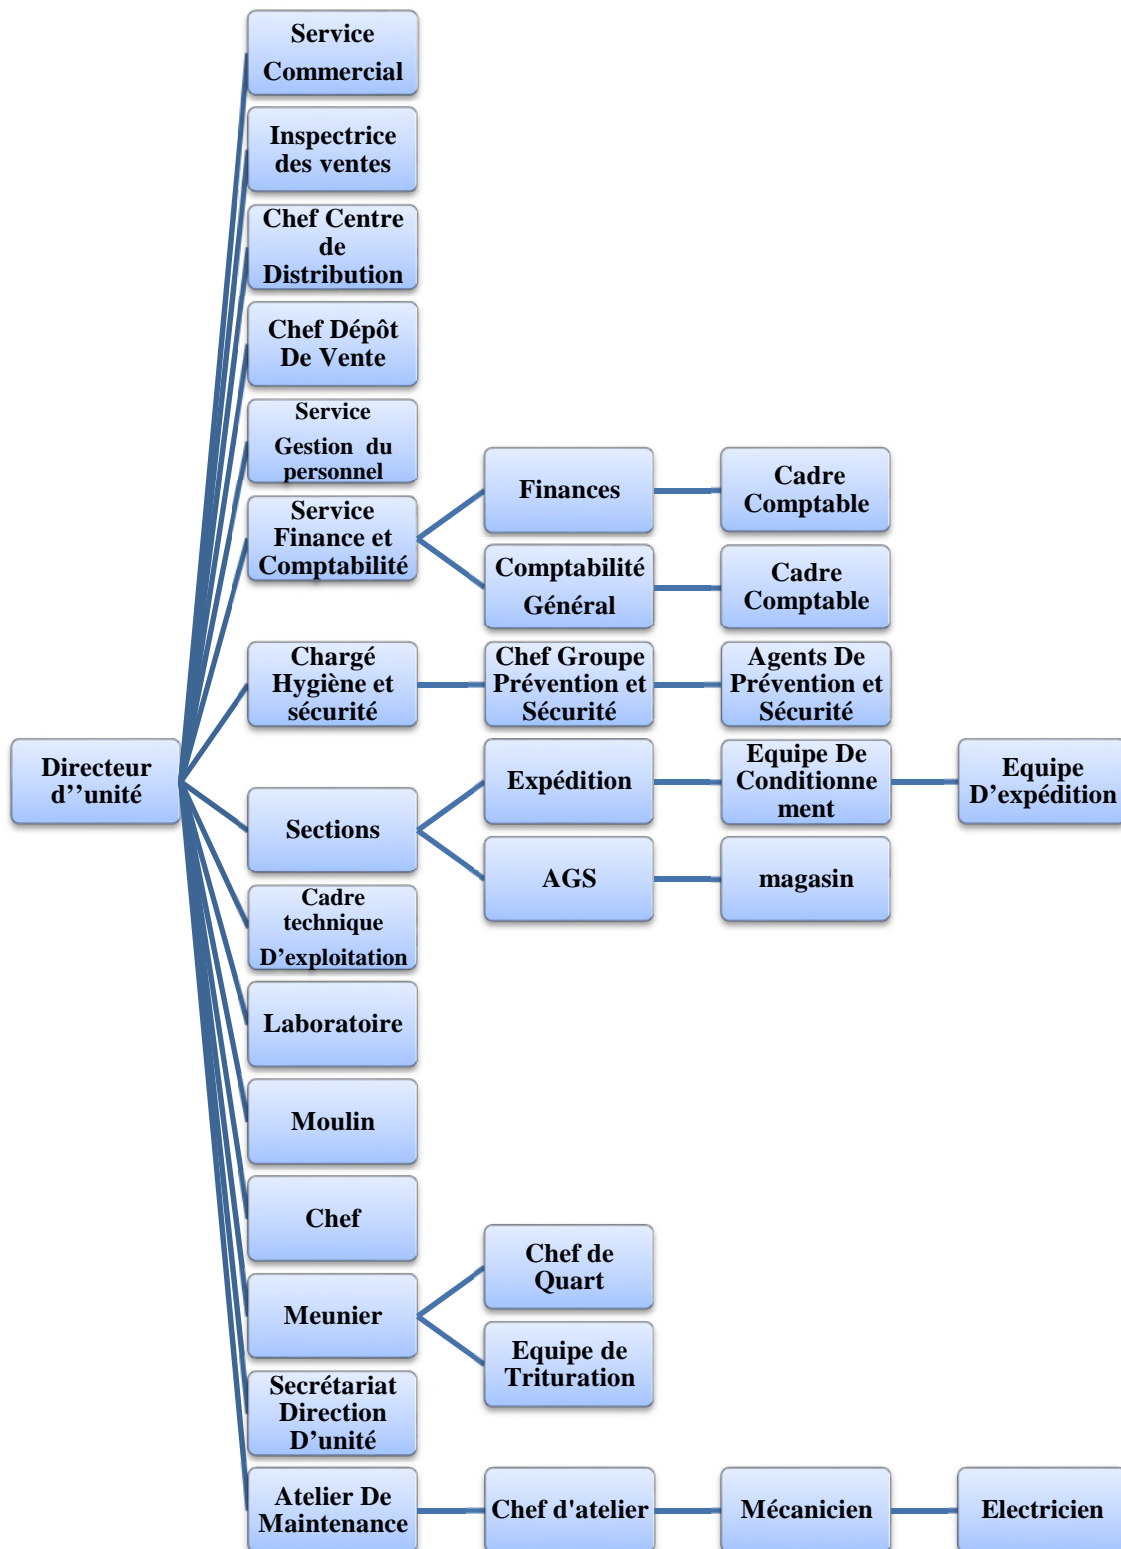 Service
Commercial
Inspectrice
des ventes
Chef Centre
de
Distribution
Chef Dépôt
De Vente
Service
Gestion du
personnel
Service
Finance et
Comptabilité
Finances
Cadre
Comptable
Comptabilité
Général
Cadre
Comptable
Chargé
Hygiène et
sécurité
Chef Groupe
Prévention et
Sécurité
Agents De
Prévention et
Sécurité
Directeur
d’’unité
Sections
Expédition
Equipe De
Conditionne
ment
Equipe
D’expédition
AGS
magasin
Cadre
technique
D’exploitation
Laboratoire
Moulin
Chef
Meunier
Chef de
Quart
Equipe de
Trituration
Secrétariat
Direction
D’unité
Atelier De
Maintenance
Chef d'atelier
Mécanicien
Electricien